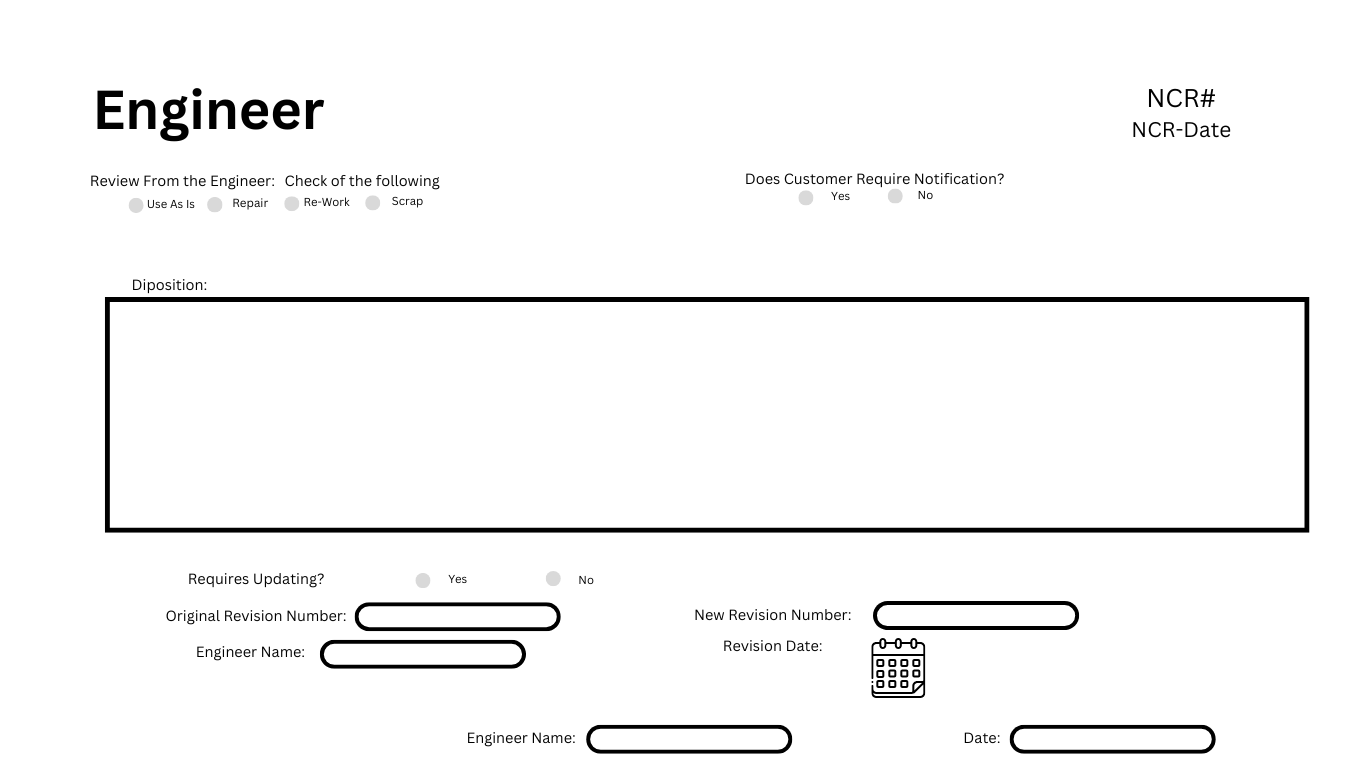 Engineer
NCR#
NCR-Date
Review From the Engineer: Check of the following
Does Customer Require Notification?
Use As Is Repair Re-Work Scrap
Yes No
Diposition:
Requires Updating? Yes No
Original Revision Number:
New Revision Number:
Engineer Name:
Revision Date:
Engineer Name:
Date: